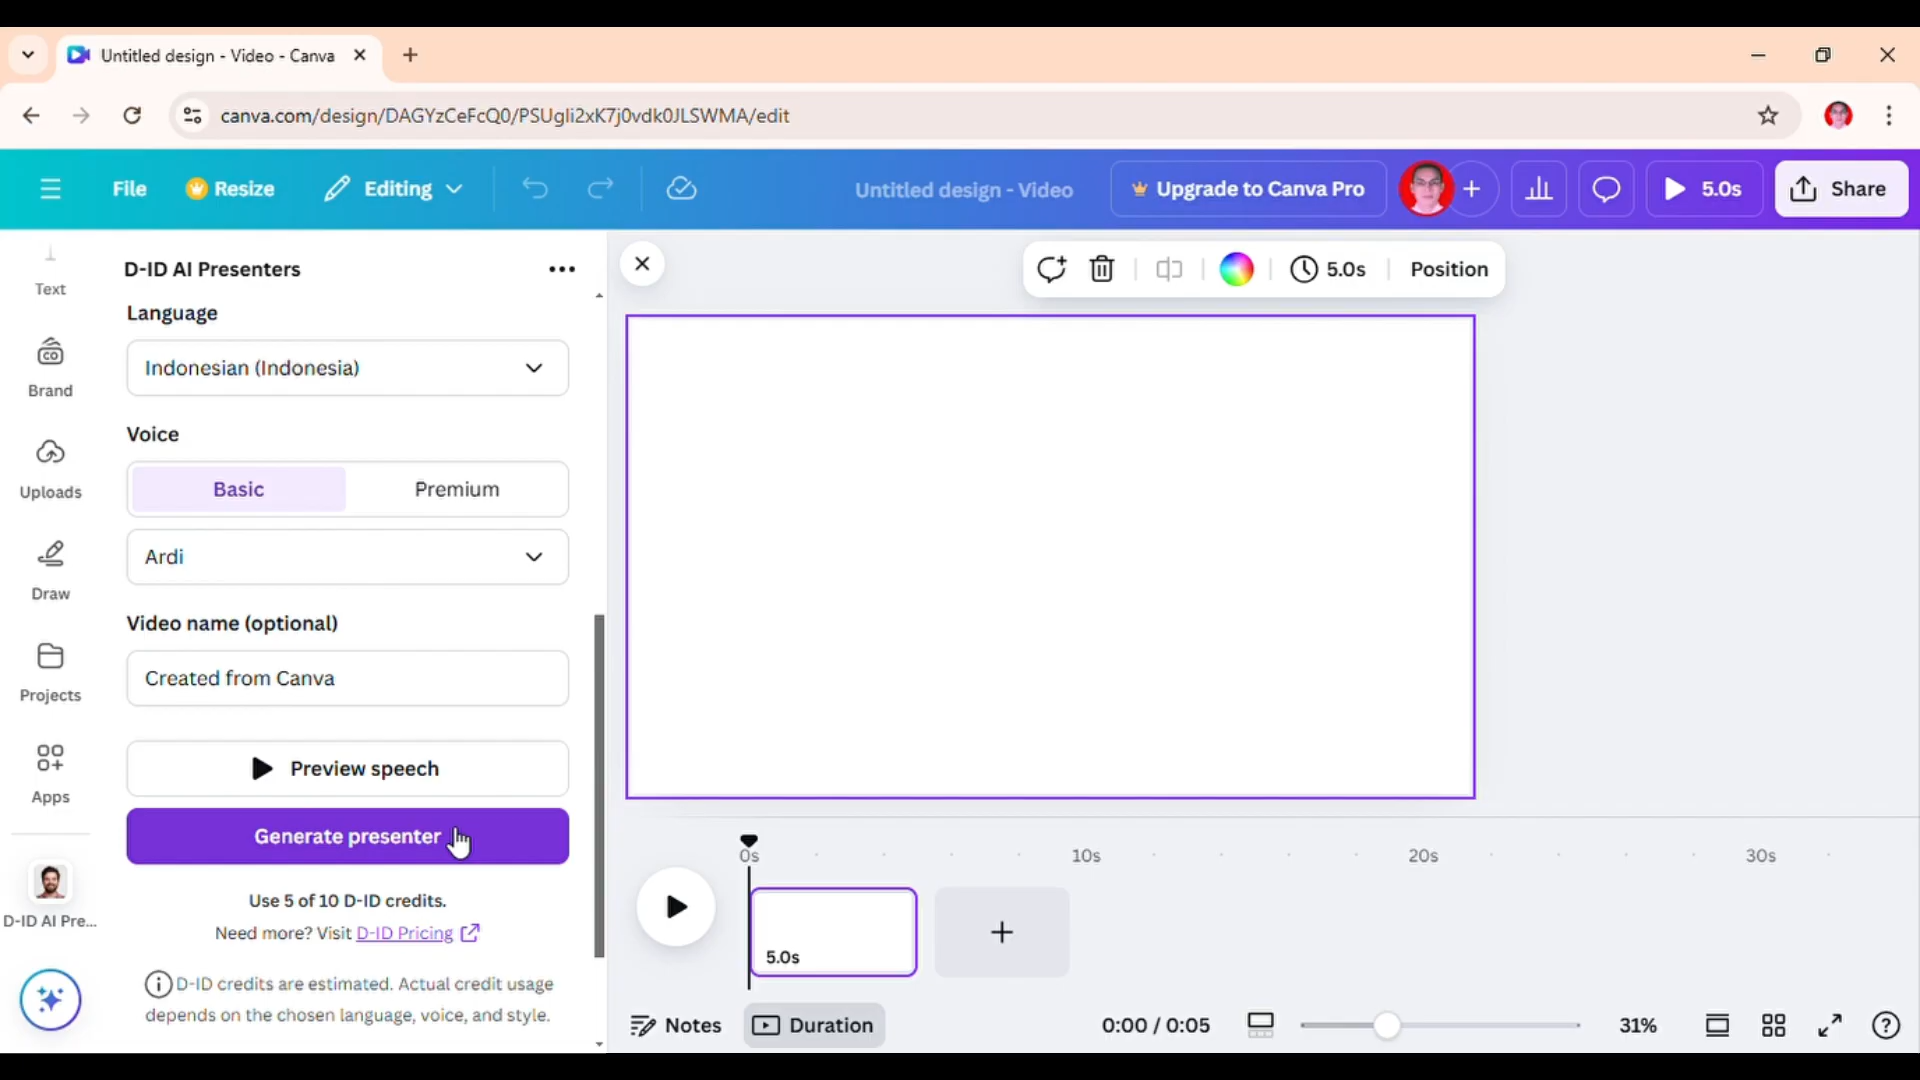 Untitled design - Video - Canva
canva.com/design/DAGYzCeFcQ0/PSUgIi2xK7j0vdk0JLSWMA/edit
File
Resize
Editing
Untitled design - Video
Upgrade to Canva Pro
5.0s
Share
Text
Brand
Uploads
Draw
Projects
Apps
D-ID AI Pre...
D-ID AI Presenters
Language
Indonesian (Indonesia)
Voice
Basic
Premium
Ardi
Video name (optional)
Created from Canva
Preview speech
Generate presenter
Use 5 of 10 D-ID credits.
Need more? Visit D-ID Pricing
D-ID credits are estimated. Actual credit usage
depends on the chosen language, voice, and style.
5.0s
Position
0s
10s
20s
30s
5.0s
Notes
Duration
0:00 / 0:05
31%